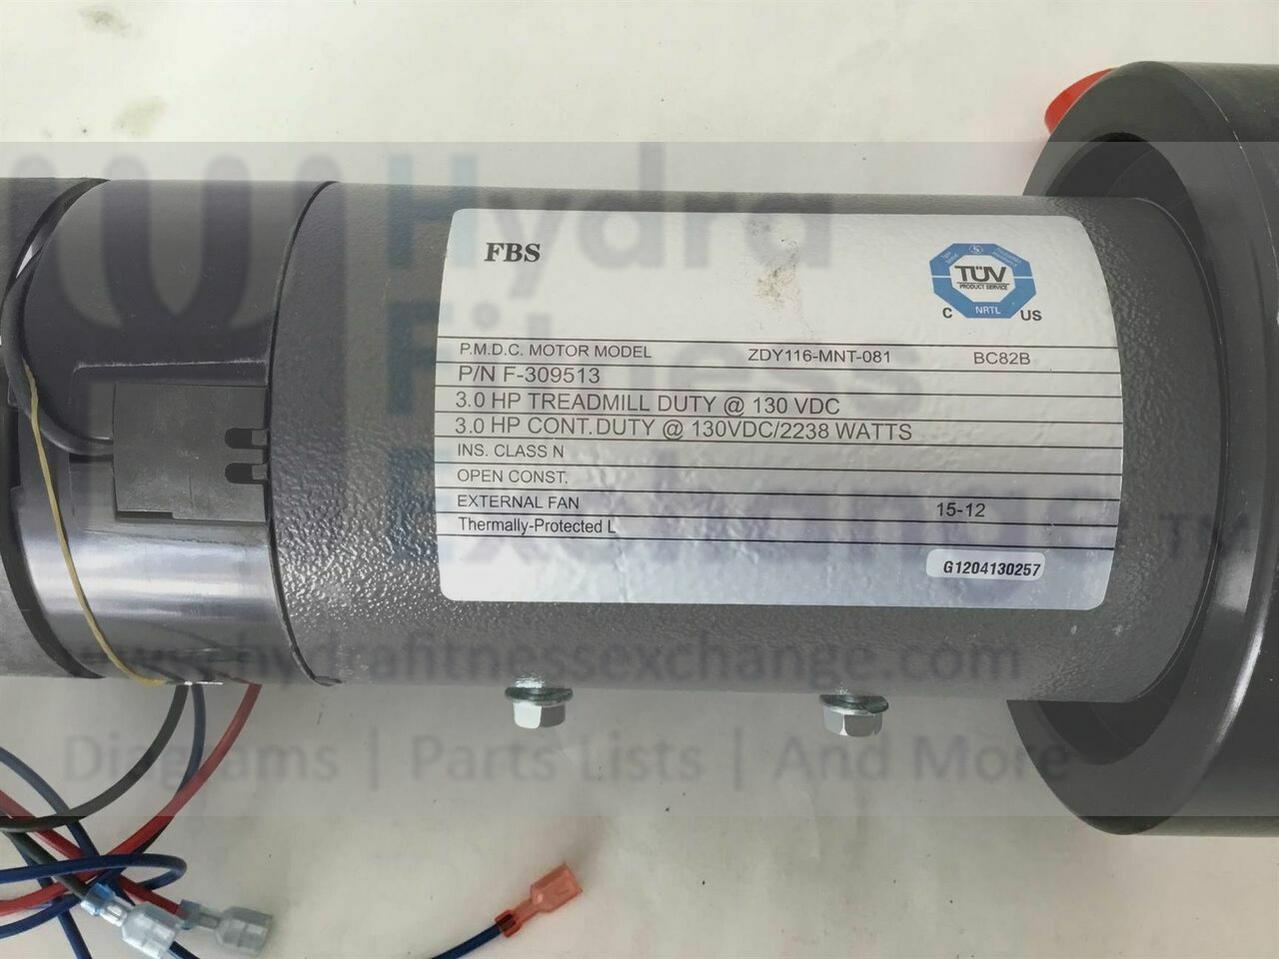 Hydra
Fitness
Exchange TM
www.hydrafitnessexchange.com
Diagrams | Parts Lists | And More
FBS
TÜV
PRODUCT SERVICE
NRTL
C US
P.M.D.C. MOTOR MODEL ZDY116-MNT-081 BC82B
P/N F-309513
3.0 HP TREADMILL DUTY @ 130 VDC
3.0 HP CONT.DUTY @ 130VDC/2238 WATTS
INS. CLASS N
OPEN CONST.
EXTERNAL FAN 15-12
Thermally-Protected L
G1204130257